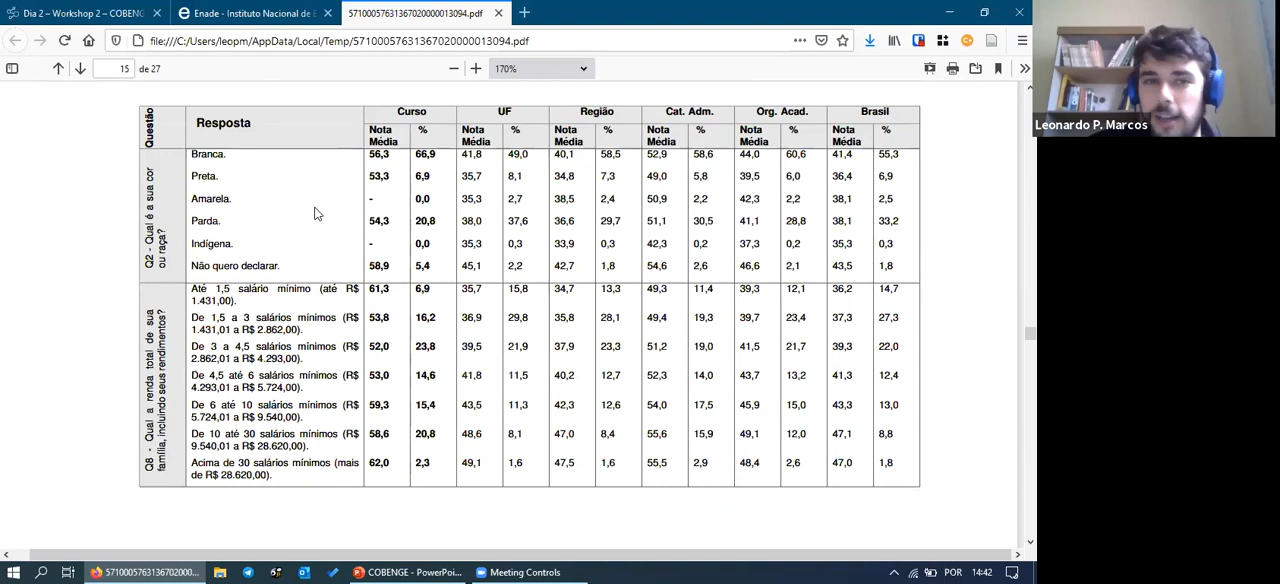 Dia 2 – Workshop 2 – COBENGE
Enade - Instituto Nacional de E
5710005763136702000013094.pdf
file:///C:/Users/leopm/AppData/Local/Temp/5710005763136702000013094.pdf
15 de 27
170%
Leonardo P. Marcos
Questão Resposta Curso UF Região Cat. Adm. Org. Acad. Brasil
Nota Média % Nota Média % Nota Média % Nota Média % Nota Média % Nota Média %
Q2 - Qual é a sua cor ou raça?
Branca. 56,3 66,9 41,8 49,0 40,1 58,5 52,9 58,6 44,0 60,6 41,4 55,3
Preta. 53,3 6,9 35,7 8,1 34,8 7,3 49,0 5,8 39,5 6,0 36,4 6,9
Amarela. - 0,0 35,3 2,7 38,5 2,4 50,9 2,2 42,3 2,2 38,1 2,5
Parda. 54,3 20,8 38,0 37,6 36,6 29,7 51,1 30,5 41,1 28,8 38,1 33,2
Indígena. - 0,0 35,3 0,3 33,9 0,3 42,3 0,2 37,3 0,2 35,3 0,3
Não quero declarar. 58,9 5,4 45,1 2,2 42,7 1,8 54,6 2,6 46,6 2,1 43,5 1,8
Q8 - Qual a renda total de sua família, incluindo seus rendimentos?
Até 1,5 salário mínimo (até R$ 61,3 6,9 35,7 15,8 34,7 13,3 49,3 11,4 39,3 12,1 36,2 14,7
1.431,00).
De 1,5 a 3 salários mínimos (R$ 53,8 16,2 36,9 29,8 35,8 28,1 49,4 19,3 39,7 23,4 37,3 27,3
1.431,01 a R$ 2.862,00).
De 3 a 4,5 salários mínimos (R$ 52,0 23,8 39,5 21,9 37,9 23,3 51,2 19,0 41,5 21,7 39,3 22,0
2.862,01 a R$ 4.293,00).
De 4,5 até 6 salários mínimos (R$ 53,0 14,6 41,8 11,5 40,2 12,7 52,3 14,0 43,7 13,2 41,3 12,4
4.293,01 a R$ 5.724,00).
De 6 até 10 salários mínimos (R$ 59,3 15,4 43,5 11,3 42,3 12,6 54,0 17,5 45,9 15,0 43,3 13,0
5.724,01 a R$ 9.540,00).
De 10 até 30 salários mínimos (R$ 58,6 20,8 48,6 8,1 47,0 8,4 55,6 15,9 49,1 12,0 47,1 8,8
9.540,01 a R$ 28.620,00).
Acima de 30 salários mínimos (mais 62,0 2,3 49,1 1,6 47,5 1,6 55,5 2,9 48,4 2,6 47,0 1,8
de R$ 28.620,00).
571000576313670200...
COBENGE - PowerPoi...
Meeting Controls
POR 14:42